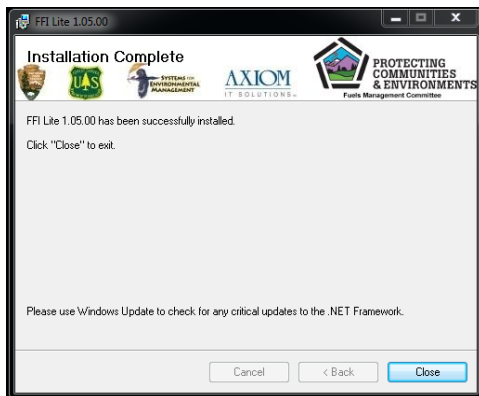 FFI Lite 1.05.00
Installation Complete
UAS
SYSTEMS FOR
ENVIRONMENTAL
MANAGEMENT
AXIOM
IT SOLUTIONS
PROTECTING
COMMUNITIES
& ENVIRONMENTS
Fuels Management Committee
FFI Lite 1.05.00 has been successfully installed.
Click "Close" to exit.
Please use Windows Update to check for any critical updates to the .NET Framework.
Cancel
< Back
Close